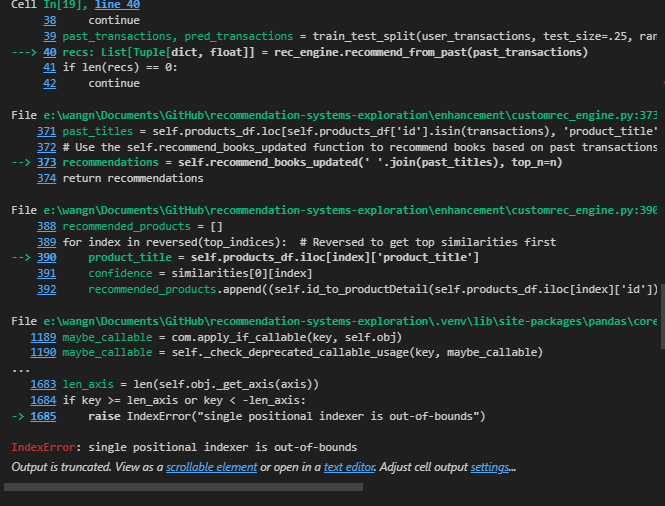 Cell In[19], line 40
38 continue
39 past_transactions, pred_transactions = train_test_split(user_transactions, test_size=.25, ran
---> 40 recs: List[Tuple[dict, float]] = rec_engine.recommend_from_past(past_transactions)
41 if len(recs) == 0:
42 continue
File e:\wangn\Documents\GitHub\recommendation-systems-exploration\enhancement\customrec_engine.py:373
371 past_titles = self.products_df.loc[self.products_df['id'].isin(transactions), 'product_title'
372 # Use the self.recommend_books_updated function to recommend books based on past transactions
--> 373 recommendations = self.recommend_books_updated(' '.join(past_titles), top_n=n)
374 return recommendations
File e:\wangn\Documents\GitHub\recommendation-systems-exploration\enhancement\customrec_engine.py:390
388 recommended_products = []
389 for index in reversed(top_indices):  # Reversed to get top similarities first
--> 390 product_title = self.products_df.iloc[index]['product_title']
391 confidence = similarities[0][index]
392 recommended_products.append((self.id_to_productDetail(self.products_df.iloc[index]['id'])
File e:\wangn\Documents\GitHub\recommendation-systems-exploration\.venv\lib\site-packages\pandas\core
1189 maybe_callable = com.apply_if_callable(key, self.obj)
1190 maybe_callable = self._check_deprecated_callable_usage(key, maybe_callable)
...
1683 len_axis = len(self.obj._get_axis(axis))
1684 if key >= len_axis or key < -len_axis:
-> 1685 raise IndexError("single positional indexer is out-of-bounds")
IndexError: single positional indexer is out-of-bounds
Output is truncated. View as a scrollable element or open in a text editor. Adjust cell output settings...